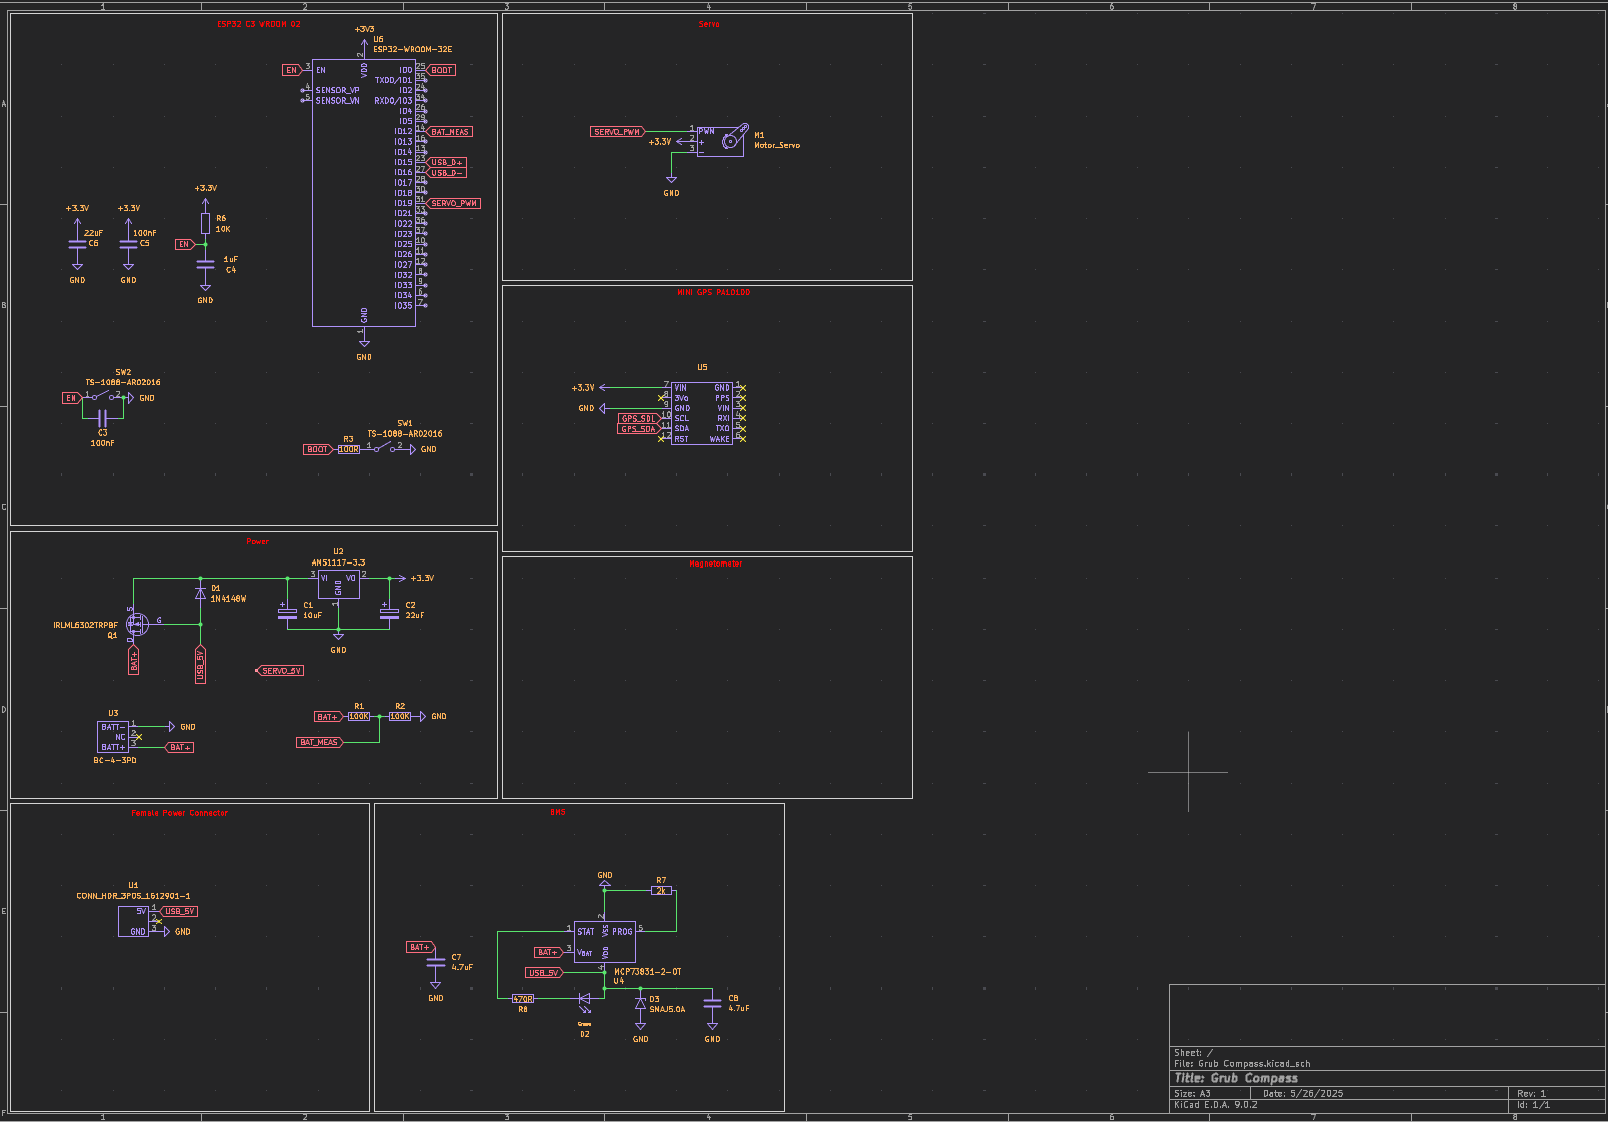 1 2 3 4 5 6 7 8
A
B
C
D
E
F
ESP32 C3 WROOM 02
+3V3
U6
ESP32-WROOM-32E
EN
3
EN
2
VDD
4 SENSOR_VP
5 SENSOR_VN
IO0 25 BOOT
TXD0/IO1 35
IO2 24
RXD0/IO3 34
IO4 26
IO5 29
IO12 14 BAT_MEAS
IO13 16
IO14 13
IO15 23 USB_D+
IO16 27 USB_D-
IO17 28
IO18 30
IO19 31 SERVO_PWM
IO21 33
IO22 36
IO23 37
IO25 10
IO26 11
IO27 12
IO32 8
IO33 9
IO34 6
IO35 7
GND
1
GND
+3.3V
22uF
C6
GND
+3.3V
100nF
C5
GND
+3.3V
R6
10K
EN
1uF
C4
GND
SW2
TS-1088-AR02016
EN
1 2
GND
C3
100nF
SW1
TS-1088-AR02016
BOOT
R3
100R
1 2
GND
Servo
SERVO_PWM
1 PWM
+3.3V
2 +
3 -
M1
Motor_Servo
GND
MINI GPS PA1010D
U5
+3.3V
7 VIN GND 1
8 3Vo PPS 2
GND
9 GND VIN 3
GPS_SDL
10 SCL RXI 4
GPS_SDA
11 SDA TXO 5
12 RST WAKE 6
Magnetometer
Power
U2
AMS1117-3.3
3 VI VO 2
GND
1
+3.3V
D1
1N4148W
C1
10uF
C2
22uF
GND
IRLML6302TRPBF
Q1
S
G
D
BAT+
USB_5V
SERVO_5V
U3
BATT- 1
GND
NC 2
BATT+ 3
BAT+
BC-4-3PD
BAT+
R1
100K
R2
100K
GND
BAT_MEAS
Female Power Connector
U1
CONN_HDR_3POS_1612901-1
5V 1
USB_5V
2
GND 3
GND
BMS
GND
R7
2k
2
1 STAT VSS PROG 5
BAT+
3 VBAT
VDD
4
USB_5V
MCP73831-2-OT
U4
BAT+
C7
4.7uF
GND
470R
R8
Green
D2
D3
SMAJ5.0A
GND
C8
4.7uF
GND
Sheet: /
File: Grub Compass.kicad_sch
Title: Grub Compass
Size: A3 Date: 5/26/2025 Rev: 1
KiCad E.D.A. 9.0.2 Id: 1/1
1 2 3 4 5 6 7 8